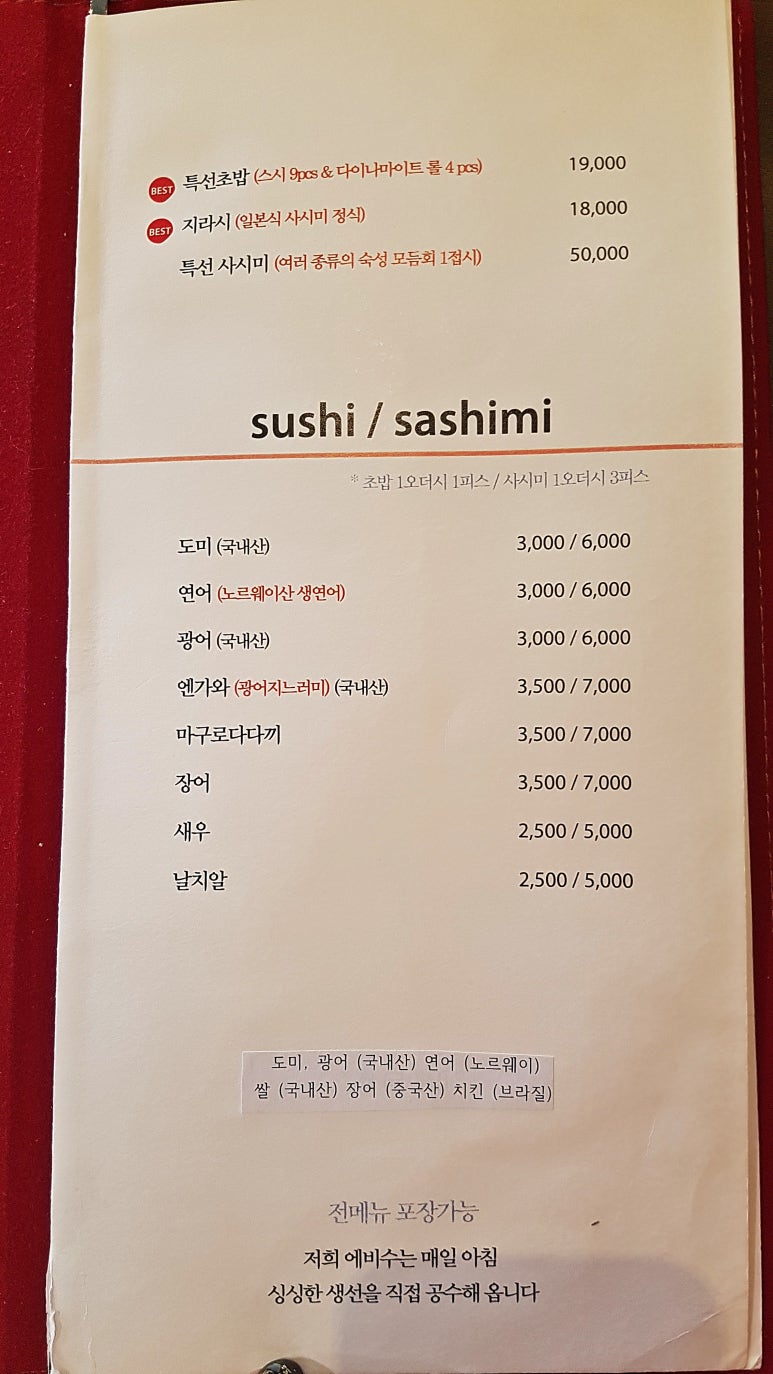 BEST 특선초밥 (스시 9pcs & 다이나마이트 롤 4 pcs) 19,000
BEST 지라시 (일본식 사시미 정식) 18,000
특선 사시미 (여러 종류의 숙성 모듬회 1접시) 50,000
sushi / sashimi
* 초밥 1오더시 1피스 / 사시미 1오더시 3피스
도미 (국내산) 3,000 / 6,000
연어 (노르웨이산 생연어) 3,000 / 6,000
광어 (국내산) 3,000 / 6,000
엔가와 (광어지느러미) (국내산) 3,500 / 7,000
마구로다다끼 3,500 / 7,000
장어 3,500 / 7,000
새우 2,500 / 5,000
날치알 2,500 / 5,000
도미, 광어 (국내산) 연어 (노르웨이)
쌀 (국내산) 장어 (중국산) 치킨 (브라질)
전메뉴 포장가능
저희 에비수는 매일 아침
싱싱한 생선을 직접 공수해 옵니다